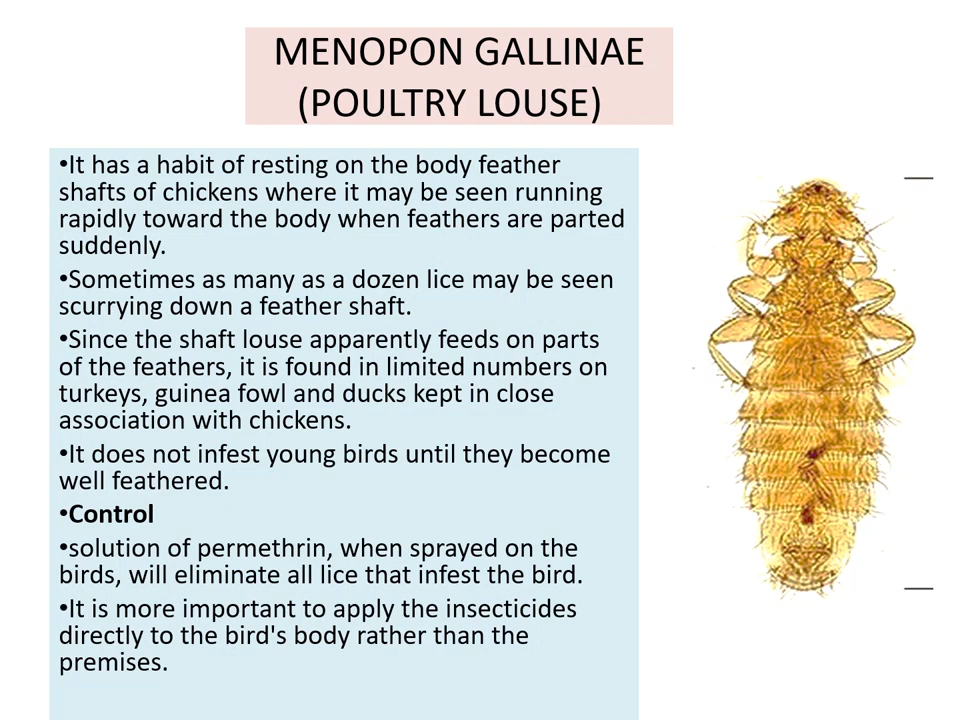 MENOPON GALLINAE
(POULTRY LOUSE)
•It has a habit of resting on the body feather
shafts of chickens where it may be seen running
rapidly toward the body when feathers are parted
suddenly.
•Sometimes as many as a dozen lice may be seen
scurrying down a feather shaft.
•Since the shaft louse apparently feeds on parts
of the feathers, it is found in limited numbers on
turkeys, guinea fowl and ducks kept in close
association with chickens.
•It does not infest young birds until they become
well feathered.
•Control
•solution of permethrin, when sprayed on the
birds, will eliminate all lice that infest the bird.
•It is more important to apply the insecticides
directly to the bird's body rather than the
premises.